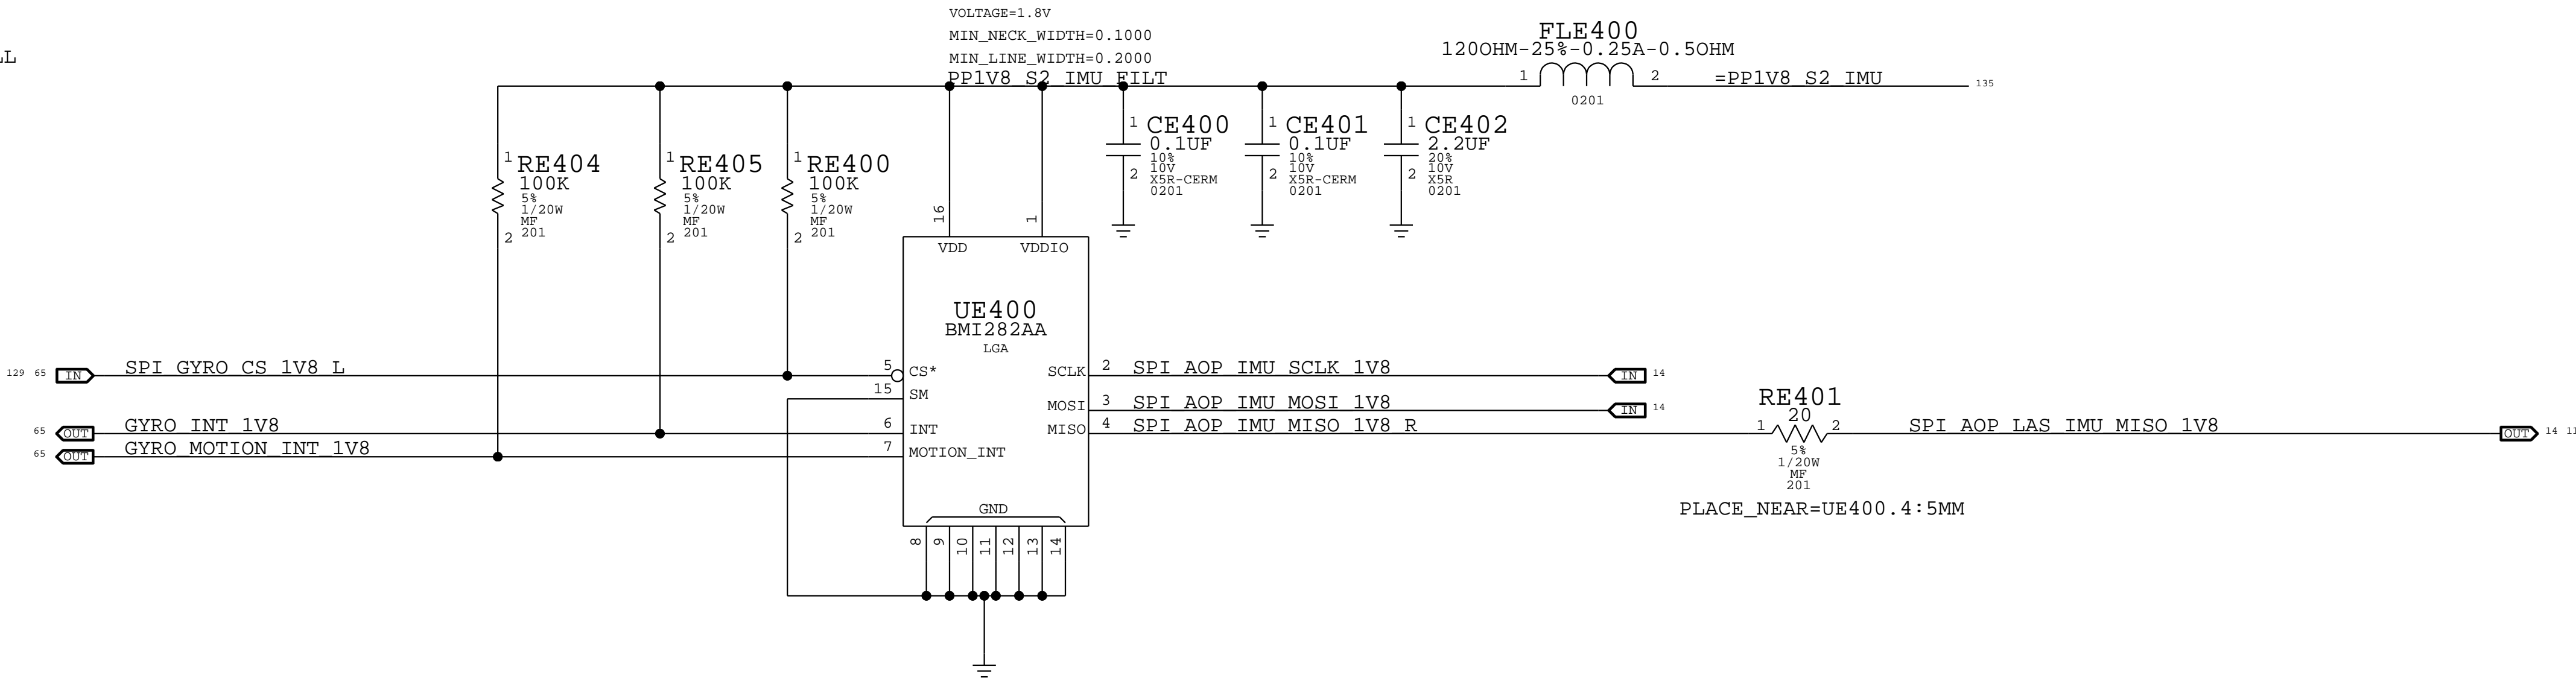 VOLTAGE=1.8V
MIN_NECK_WIDTH=0.1000
MIN_LINE_WIDTH=0.2000
PP1V8_S2_IMU_FILT
FLE400
120OHM-25%-0.25A-0.5OHM
1
2
=PP1V8_S2_IMU
135
0201
1
RE404
100K
5%
1/20W
MF
201
2
1
RE405
100K
5%
1/20W
MF
201
2
1
RE400
100K
5%
1/20W
MF
201
2
1
CE400
0.1UF
10%
10V
X5R-CERM
0201
2
1
CE401
0.1UF
10%
10V
X5R-CERM
0201
2
1
CE402
2.2UF
20%
10V
X5R
0201
2
16
1
VDD
VDDIO
UE400
BMI282AA
LGA
129 65
IN
SPI_GYRO_CS_1V8_L
5
CS*
15
SM
65
OUT
GYRO_INT_1V8
6
INT
65
OUT
GYRO_MOTION_INT_1V8
7
MOTION_INT
SCLK
2
SPI_AOP_IMU_SCLK_1V8
IN
14
MOSI
3
SPI_AOP_IMU_MOSI_1V8
IN
14
MISO
4
SPI_AOP_IMU_MISO_1V8_R
RE401
20
1
2
5%
1/20W
MF
201
PLACE_NEAR=UE400.4:5MM
SPI_AOP_LAS_IMU_MISO_1V8
OUT
14
GND
8
9
10
11
12
13
14